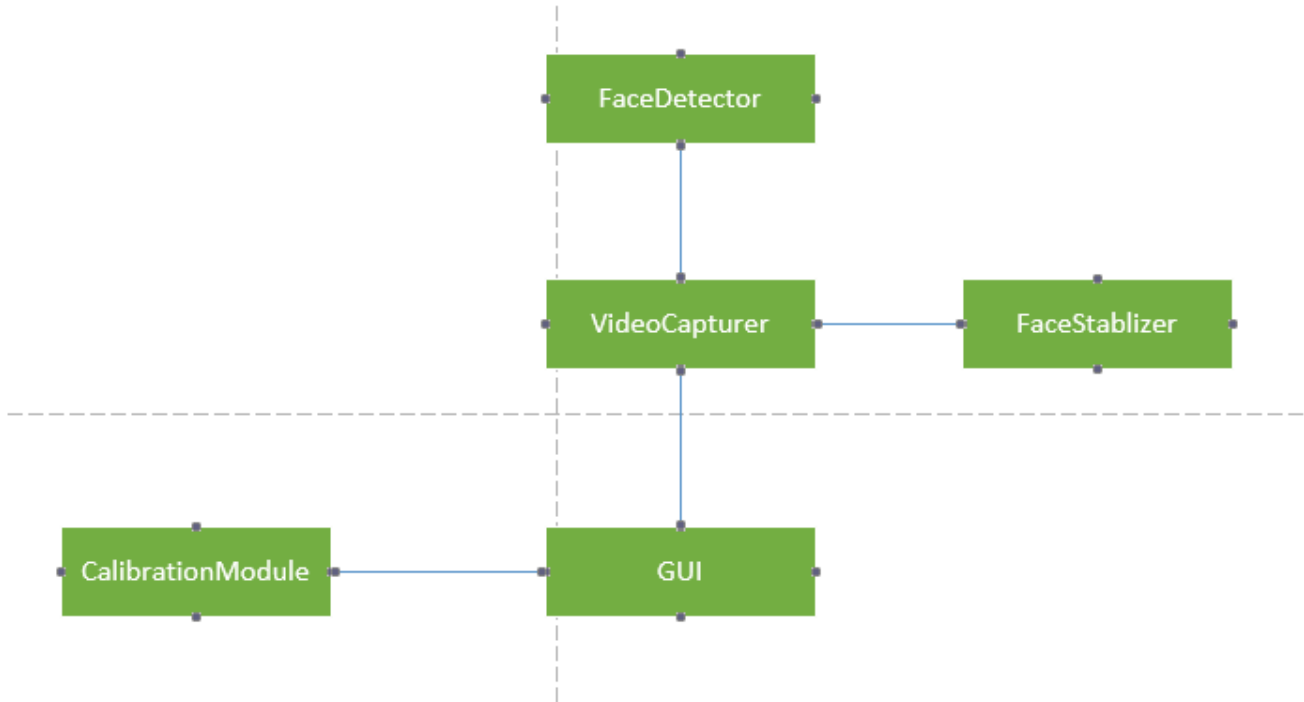 FaceDetector
VideoCapturer
FaceStablizer
CalibrationModule
GUI